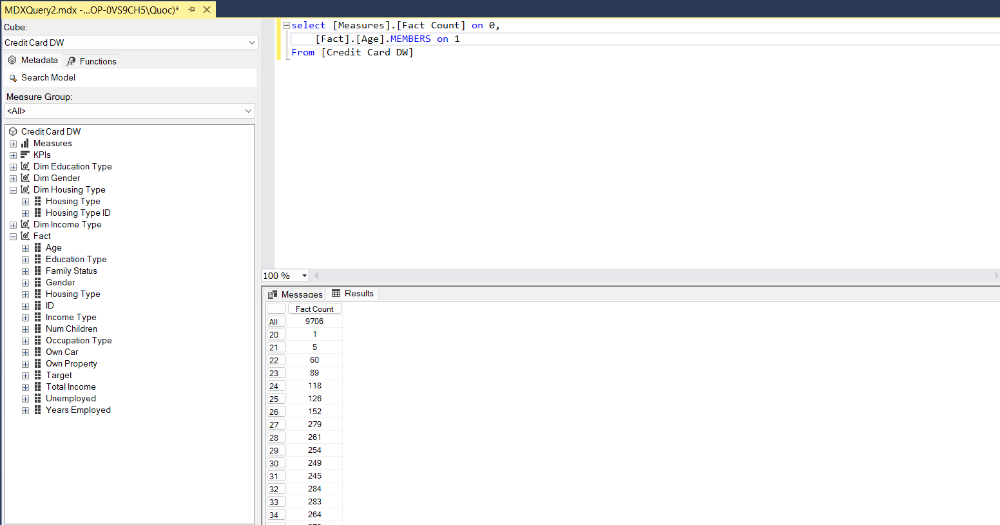 MDXQuery2.mdx -...OP-0VS9CH5\Quoc)*
Cube:
Credit Card DW
Metadata
Functions
Search Model
Measure Group:
<All>
Credit Card DW
Measures
KPIs
Dim Education Type
Dim Gender
Dim Housing Type
Housing Type
Housing Type ID
Dim Income Type
Fact
Age
Education Type
Family Status
Gender
Housing Type
ID
Income Type
Num Children
Occupation Type
Own Car
Own Property
Target
Total Income
Unemployed
Years Employed
select [Measures].[Fact Count] on 0,
[Fact].[Age].MEMBERS on 1
From [Credit Card DW]
100 %
Messages
Results
Fact Count
All 9706
20 1
21 5
22 60
23 89
24 118
25 126
26 152
27 279
28 261
29 254
30 249
31 245
32 284
33 283
34 264